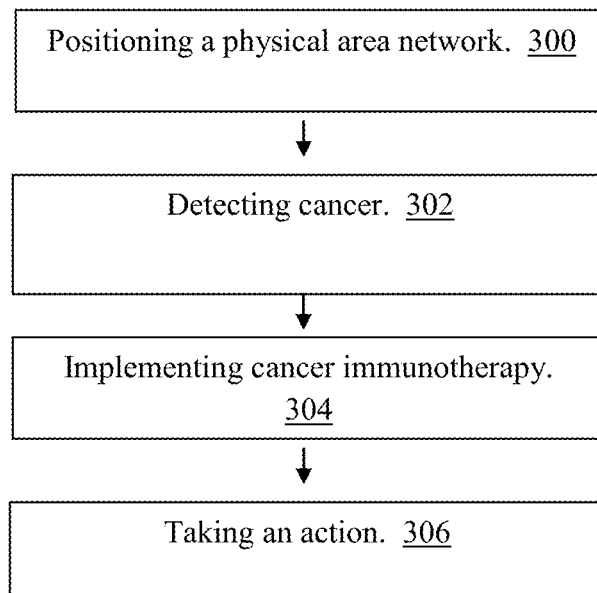 Positioning a physical area network. 300
Detecting cancer. 302
Implementing cancer immunotherapy.
304
Taking an action. 306